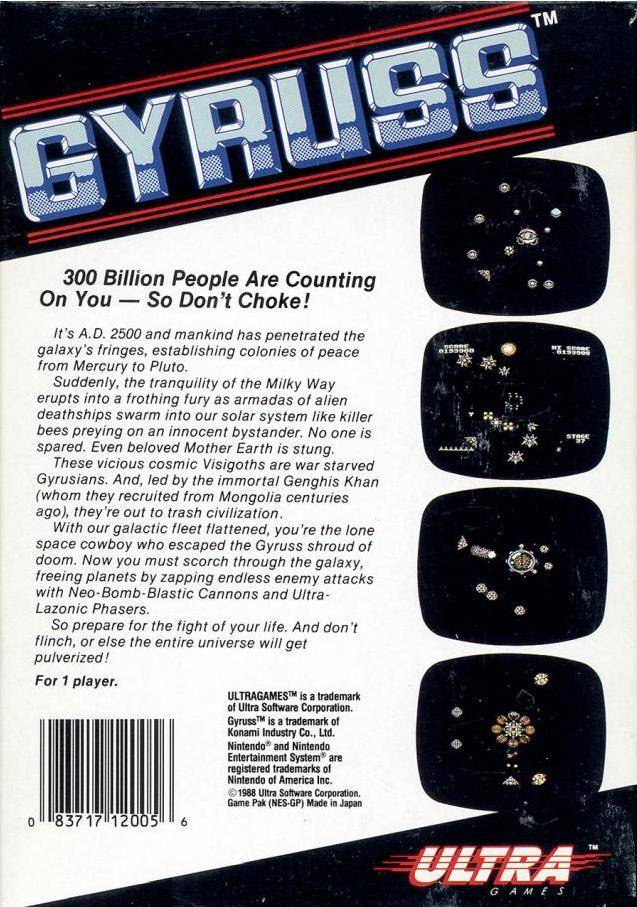 GYRUSS™
300 Billion People Are Counting
On You — So Don't Choke!
It's A.D. 2500 and mankind has penetrated the
galaxy's fringes, establishing colonies of peace
from Mercury to Pluto.
Suddenly, the tranquility of the Milky Way
erupts into a frothing fury as armadas of alien
deathships swarm into our solar system like killer
bees preying on an innocent bystander. No one is
spared. Even beloved Mother Earth is stung.
These vicious cosmic Visigoths are war starved
Gyrusians. And, led by the immortal Genghis Khan
(whom they recruited from Mongolia centuries
ago), they're out to trash civilization.
With our galactic fleet flattened, you're the lone
space cowboy who escaped the Gyruss shroud of
doom. Now you must scorch through the galaxy,
freeing planets by zapping endless enemy attacks
with Neo-Bomb-Blastic Cannons and Ultra-
Lazonic Phasers.
So prepare for the fight of your life. And don't
flinch, or else the entire universe will get
pulverized!
For 1 player.
SCORE
HI SCORE
STAGE
37
ULTRAGAMES™ is a trademark
of Ultra Software Corporation.
Gyruss™ is a trademark of
Konami Industry Co., Ltd.
Nintendo® and Nintendo
Entertainment System® are
registered trademarks of
Nintendo of America Inc.
©1988 Ultra Software Corporation.
Game Pak (NES-GP) Made in Japan
0 83717 12005 6
ULTRA™
GAMES